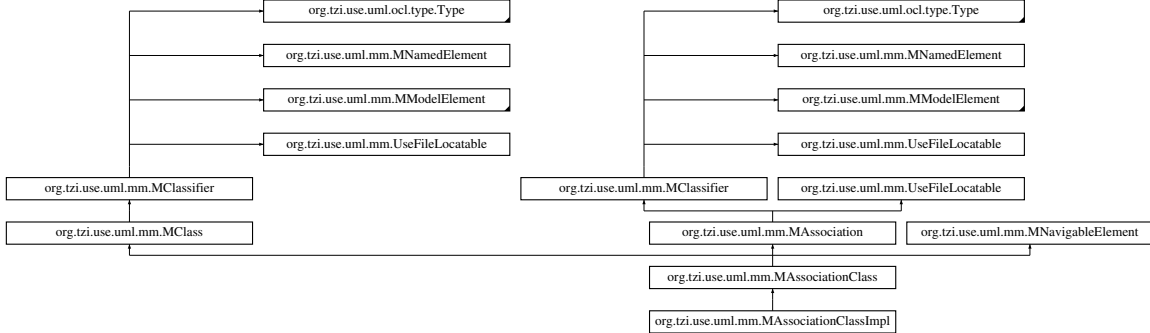 org.tzi.use.uml.ocl.type.Type
org.tzi.use.uml.ocl.type.Type
org.tzi.use.uml.mm.MNamedElement
org.tzi.use.uml.mm.MNamedElement
org.tzi.use.uml.mm.MModelElement
org.tzi.use.uml.mm.MModelElement
org.tzi.use.uml.mm.UseFileLocatable
org.tzi.use.uml.mm.UseFileLocatable
org.tzi.use.uml.mm.MClassifier
org.tzi.use.uml.mm.MClassifier
org.tzi.use.uml.mm.UseFileLocatable
org.tzi.use.uml.mm.MClass
org.tzi.use.uml.mm.MAssociation
org.tzi.use.uml.mm.MNavigableElement
org.tzi.use.uml.mm.MAssociationClass
org.tzi.use.uml.mm.MAssociationClassImpl